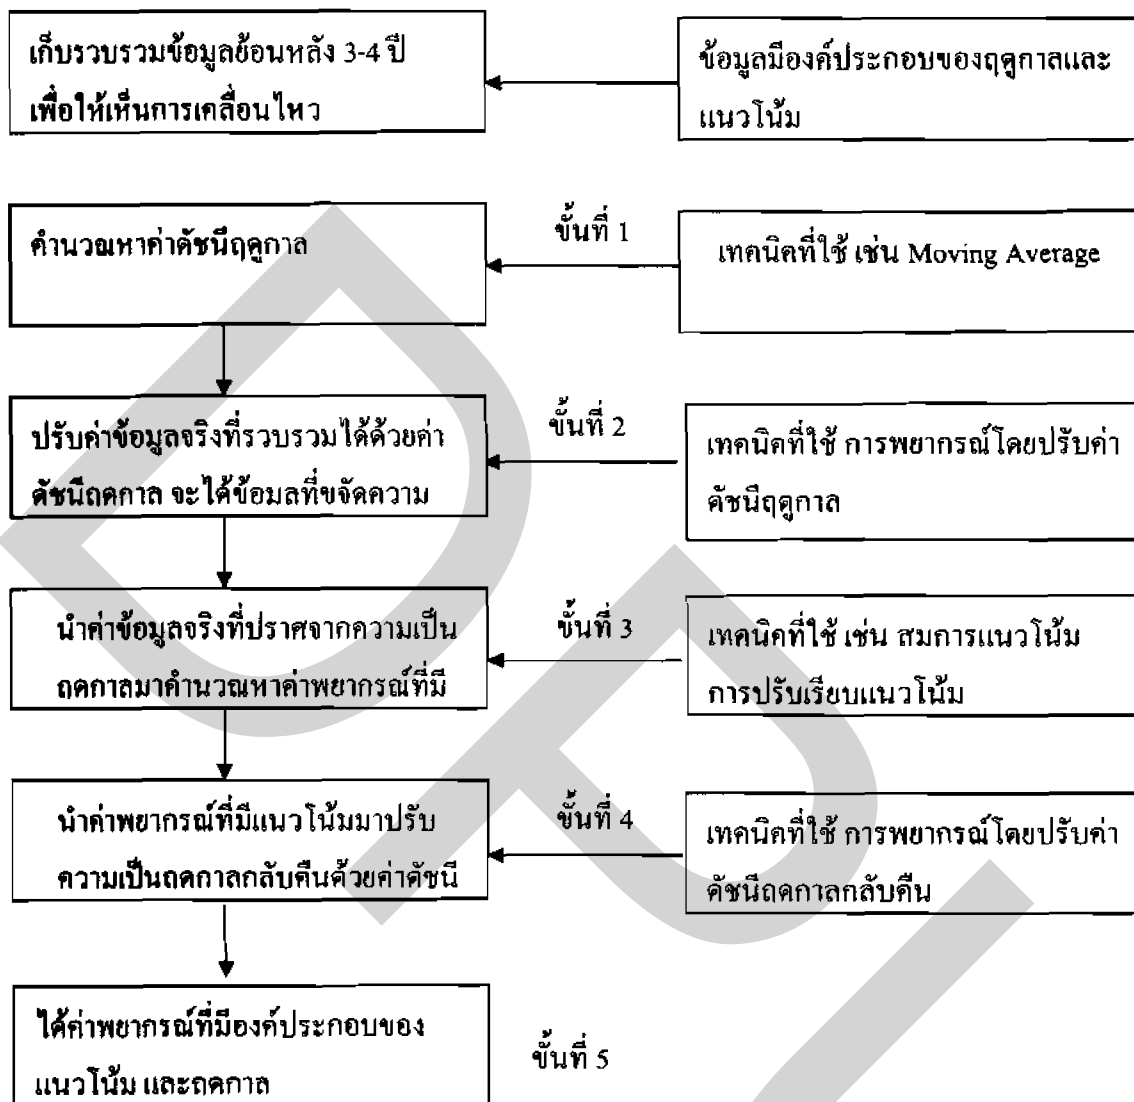 เก็บรวบรวมข้อมูลย้อนหลัง 3-4 ปี
เพื่อให้เห็นการเคลื่อนไหว
ข้อมูลมีองค์ประกอบของฤดูกาลและ
แนวโน้ม
คำนวณหาค่าดัชนีฤดูกาล
ขั้นที่ 1
เทคนิคที่ใช้ เช่น Moving Average
ปรับค่าข้อมูลจริงที่รวบรวมได้ด้วยค่า
ดัชนีฤดูกาล จะได้ข้อมูลที่ขจัดความ
ขั้นที่ 2
เทคนิคที่ใช้ การพยากรณ์โดยปรับค่า
ดัชนีฤดูกาล
นำค่าข้อมูลจริงที่ปราศจากความเป็น
ฤดูกาลมาคำนวณหาค่าพยากรณ์ที่มี
ขั้นที่ 3
เทคนิคที่ใช้ เช่น สมการแนวโน้ม
การปรับเรียบแนวโน้ม
นำค่าพยากรณ์ที่มีแนวโน้มมาปรับ
ความเป็นฤดูกาลกลับคืนด้วยค่าดัชนี
ขั้นที่ 4
เทคนิคที่ใช้ การพยากรณ์โดยปรับค่า
ดัชนีฤดูกาลกลับคืน
ได้ค่าพยากรณ์ที่มีองค์ประกอบของ
แนวโน้ม และฤดูกาล
ขั้นที่ 5
DPU